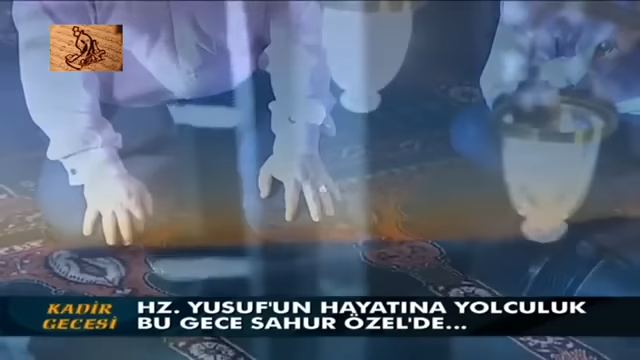 KADİR
GECESİ
HZ. YUSUF'UN HAYATINA YOLCULUK
BU GECE SAHUR ÖZEL'DE...